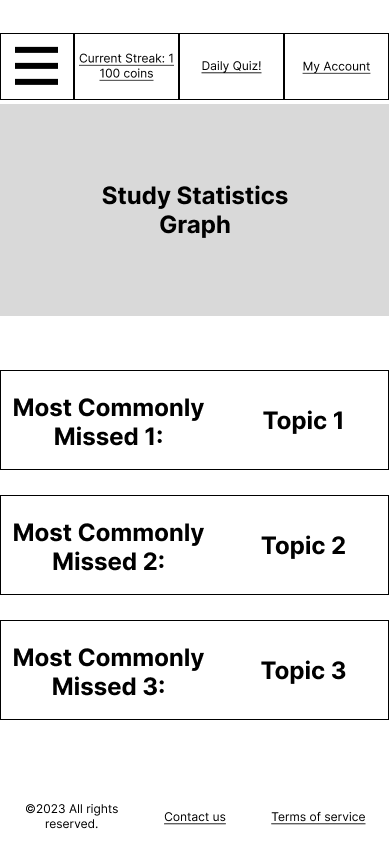 Current Streak: 1
100 coins
Daily Quiz!
My Account
Study Statistics
Graph
Most Commonly
Missed 1:
Topic 1
Most Commonly
Missed 2:
Topic 2
Most Commonly
Missed 3:
Topic 3
©2023 All rights
reserved.
Contact us
Terms of service